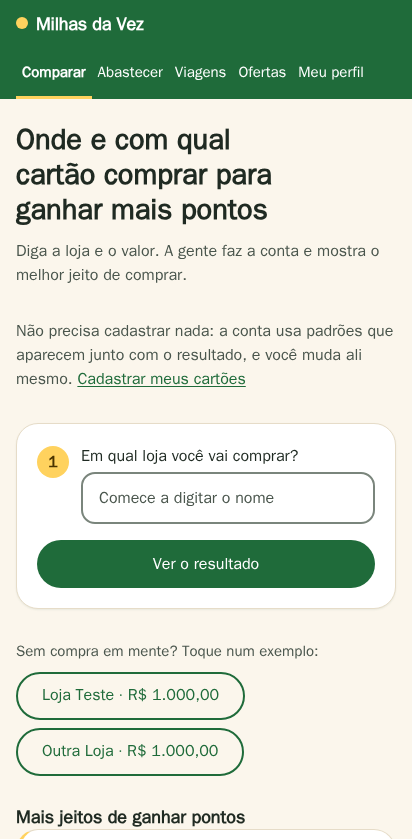 Milhas da Vez
Comparar Abastecer Viagens Ofertas Meu perfil
Onde e com qual
cartão comprar para
ganhar mais pontos
Diga a loja e o valor. A gente faz a conta e mostra o
melhor jeito de comprar.
Não precisa cadastrar nada: a conta usa padrões que
aparecem junto com o resultado, e você muda ali
mesmo. Cadastrar meus cartões
1 Em qual loja você vai comprar?
Comece a digitar o nome
Ver o resultado
Sem compra em mente? Toque num exemplo:
Loja Teste · R$ 1.000,00
Outra Loja · R$ 1.000,00
Mais jeitos de ganhar pontos